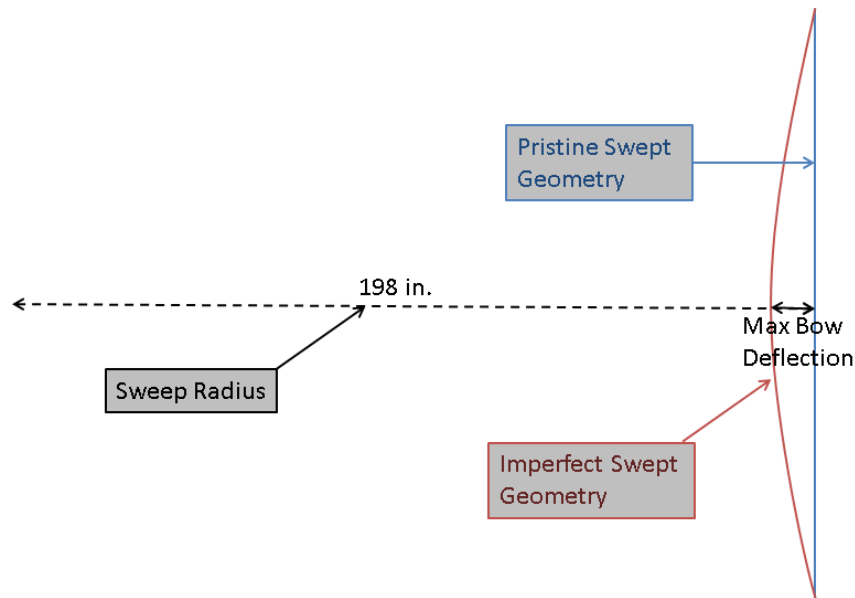 Pristine Swept
Geometry
198 in.
Max Bow
Deflection
Sweep Radius
Imperfect Swept
Geometry